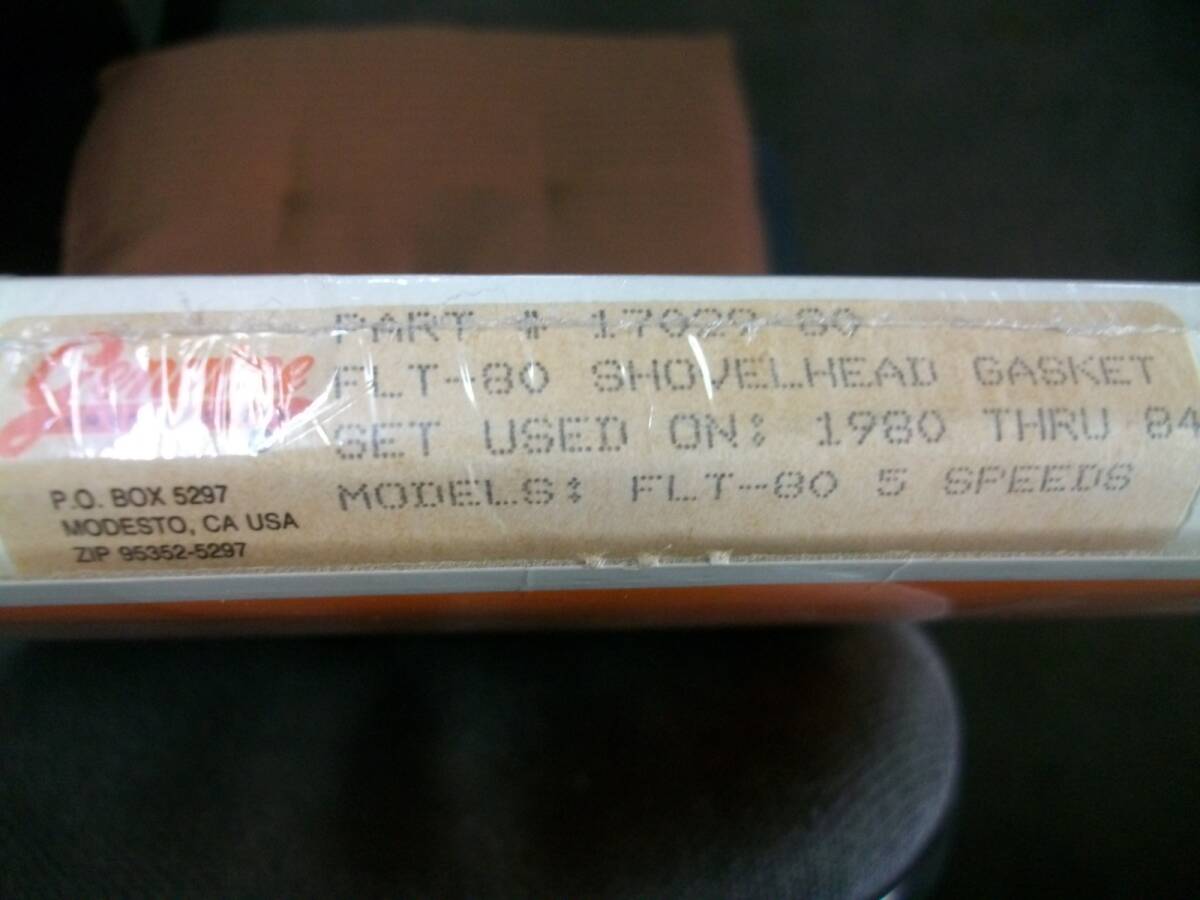 PART # 17029-80
FLT-80 SHOVELHEAD GASKET
SET USED ON: 1980 THRU 84
MODELS: FLT-80 5 SPEEDS
P.O. BOX 5297
MODESTO, CA USA
ZIP 95352-5297